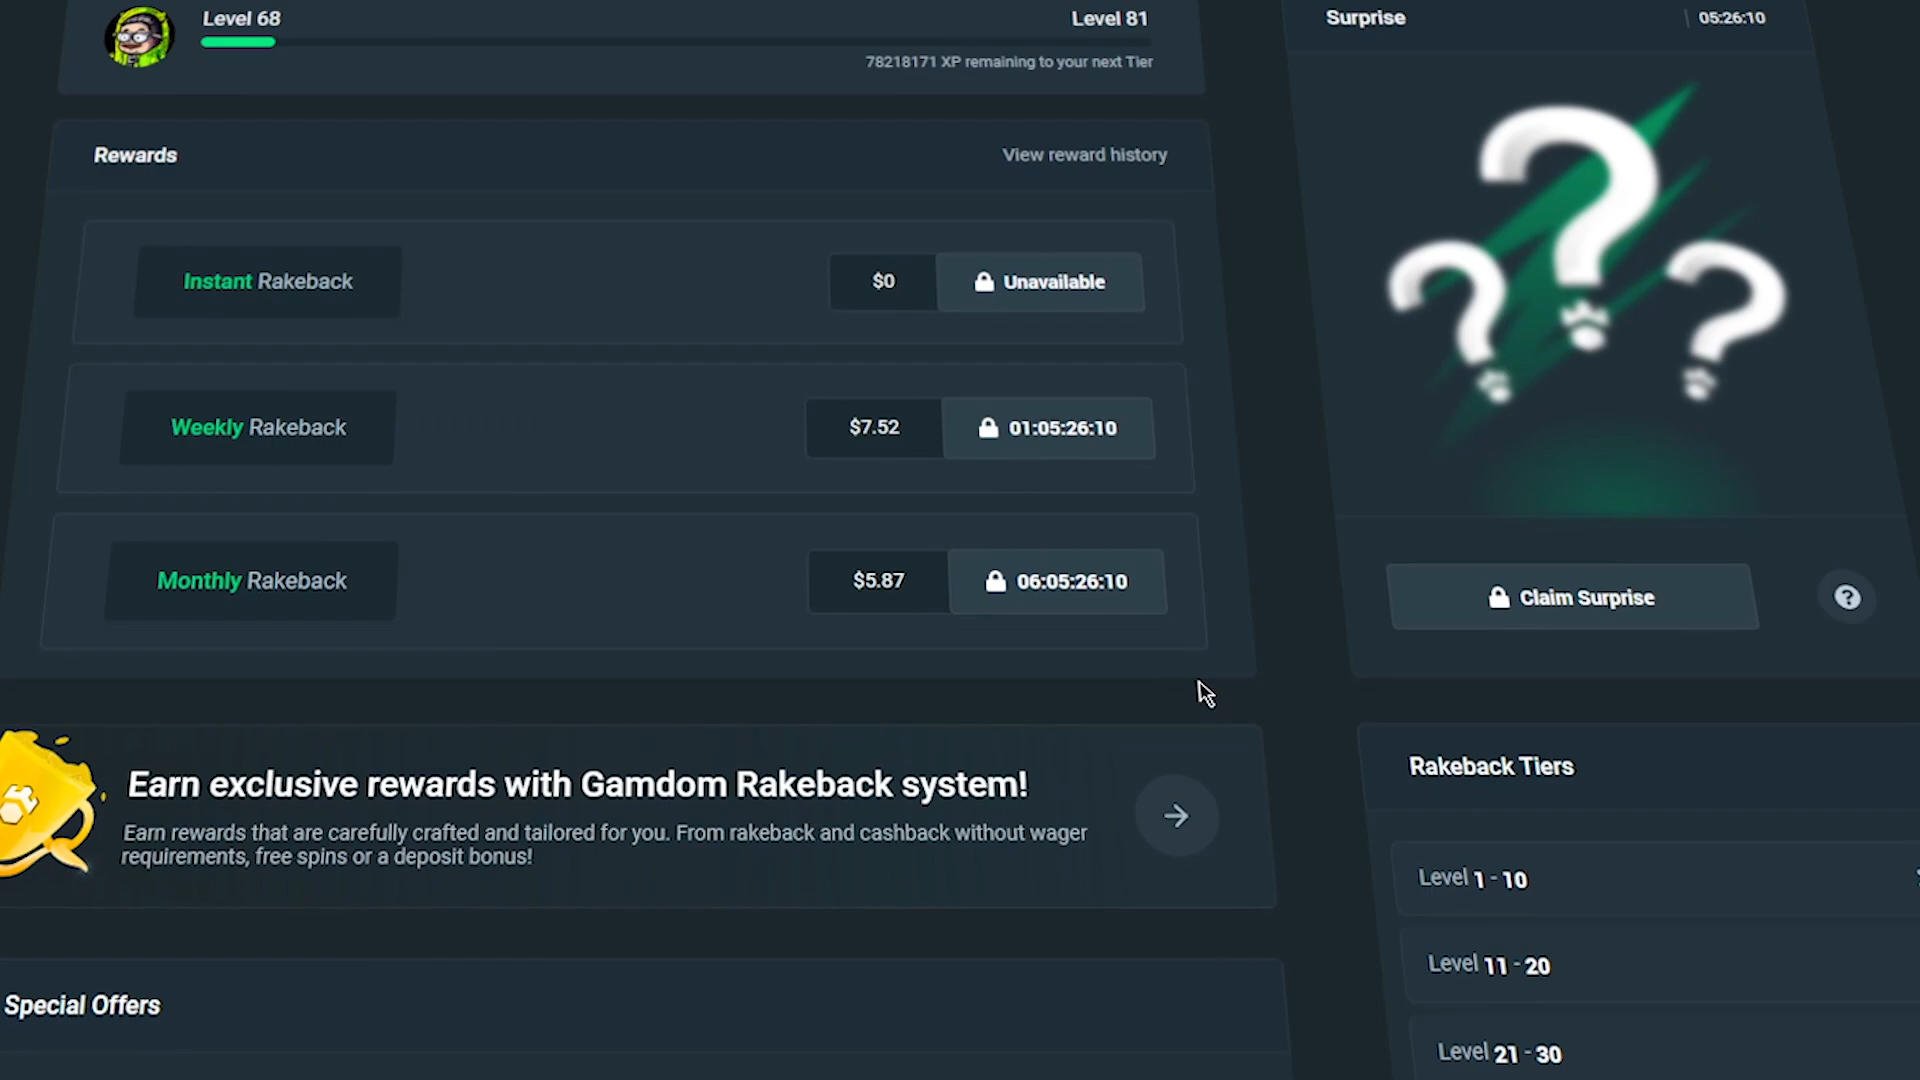 Level 68
Level 81
78218171 XP remaining to your next Tier
Rewards
View reward history
Instant Rakeback
$0
Unavailable
Weekly Rakeback
$7.52
01:05:26:10
Monthly Rakeback
$5.87
06:05:26:10
Earn exclusive rewards with Gamdom Rakeback system!
Earn rewards that are carefully crafted and tailored for you. From rakeback and cashback without wager
requirements, free spins or a deposit bonus!
Special Offers
Surprise
05:26:10
Claim Surprise
?
Rakeback Tiers
Level 1 - 10
Level 11 - 20
Level 21 - 30